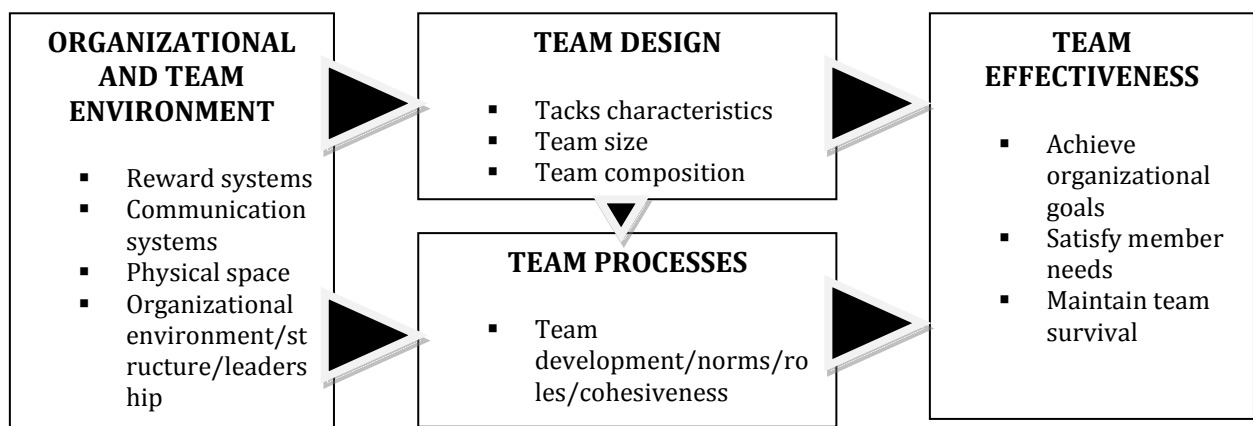 ORGANIZATIONAL
AND TEAM
ENVIRONMENT
▪ Reward systems
▪ Communication
systems
▪ Physical space
▪ Organizational
environment/st
ructure/leaders
hip
TEAM DESIGN
▪ Tacks characteristics
▪ Team size
▪ Team composition
TEAM PROCESSES
▪ Team
development/norms/ro
les/cohesiveness
TEAM
EFFECTIVENESS
▪ Achieve
organizational
goals
▪ Satisfy member
needs
▪ Maintain team
survival